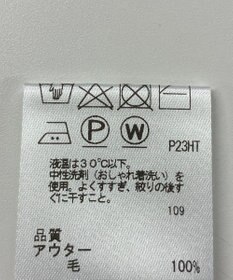 P W P23HT
液温は30℃以下。
中性洗剤(おしゃれ着洗い)を
使用。よくすすぎ、絞りの後す
ぐに干すこと。
109
品質
アウター
毛 100%